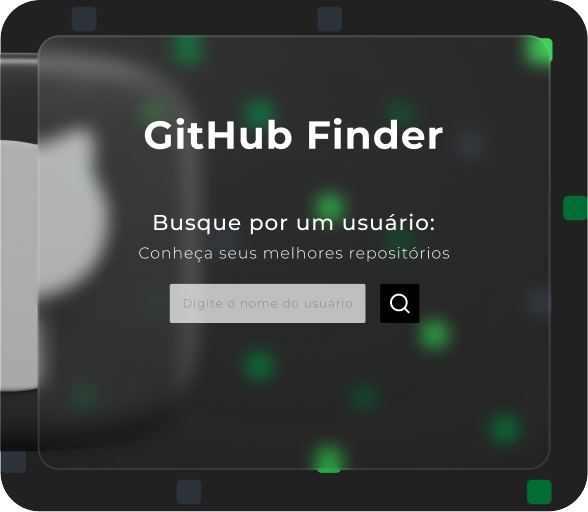 GitHub Finder
Busque por um usuário:
Conheça seus melhores repositórios
Digite o nome do usuário